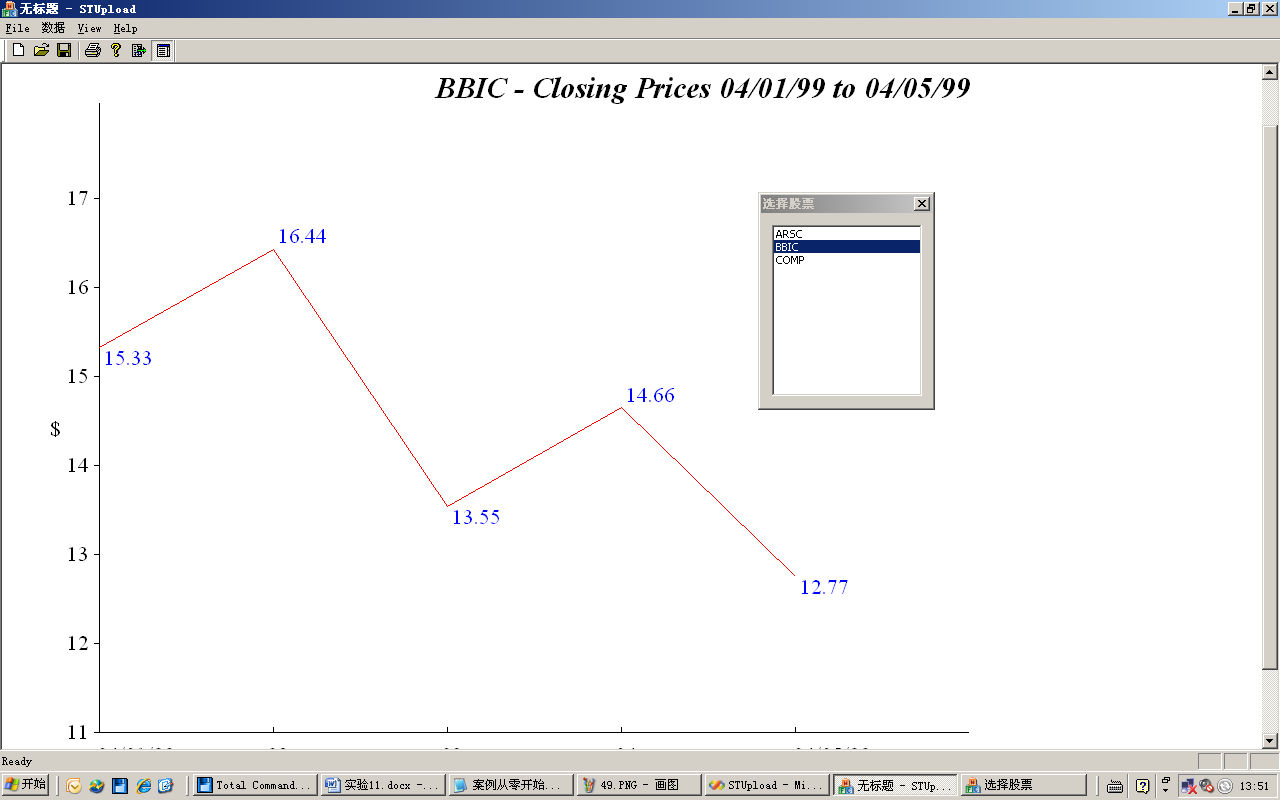 无标题 - STUpload
File 数据 View Help
BBIC - Closing Prices 04/01/99 to 04/05/99
17
16
15
$
14
13
12
11
16.44
15.33
14.66
13.55
12.77
选择股票
ARSC
BBIC
COMP
Ready
开始
Total Command...
实验11.docx -...
案例从零开始...
49.PNG - 画图
STUpload - Mi...
无标题 - STUp...
选择股票
13:51